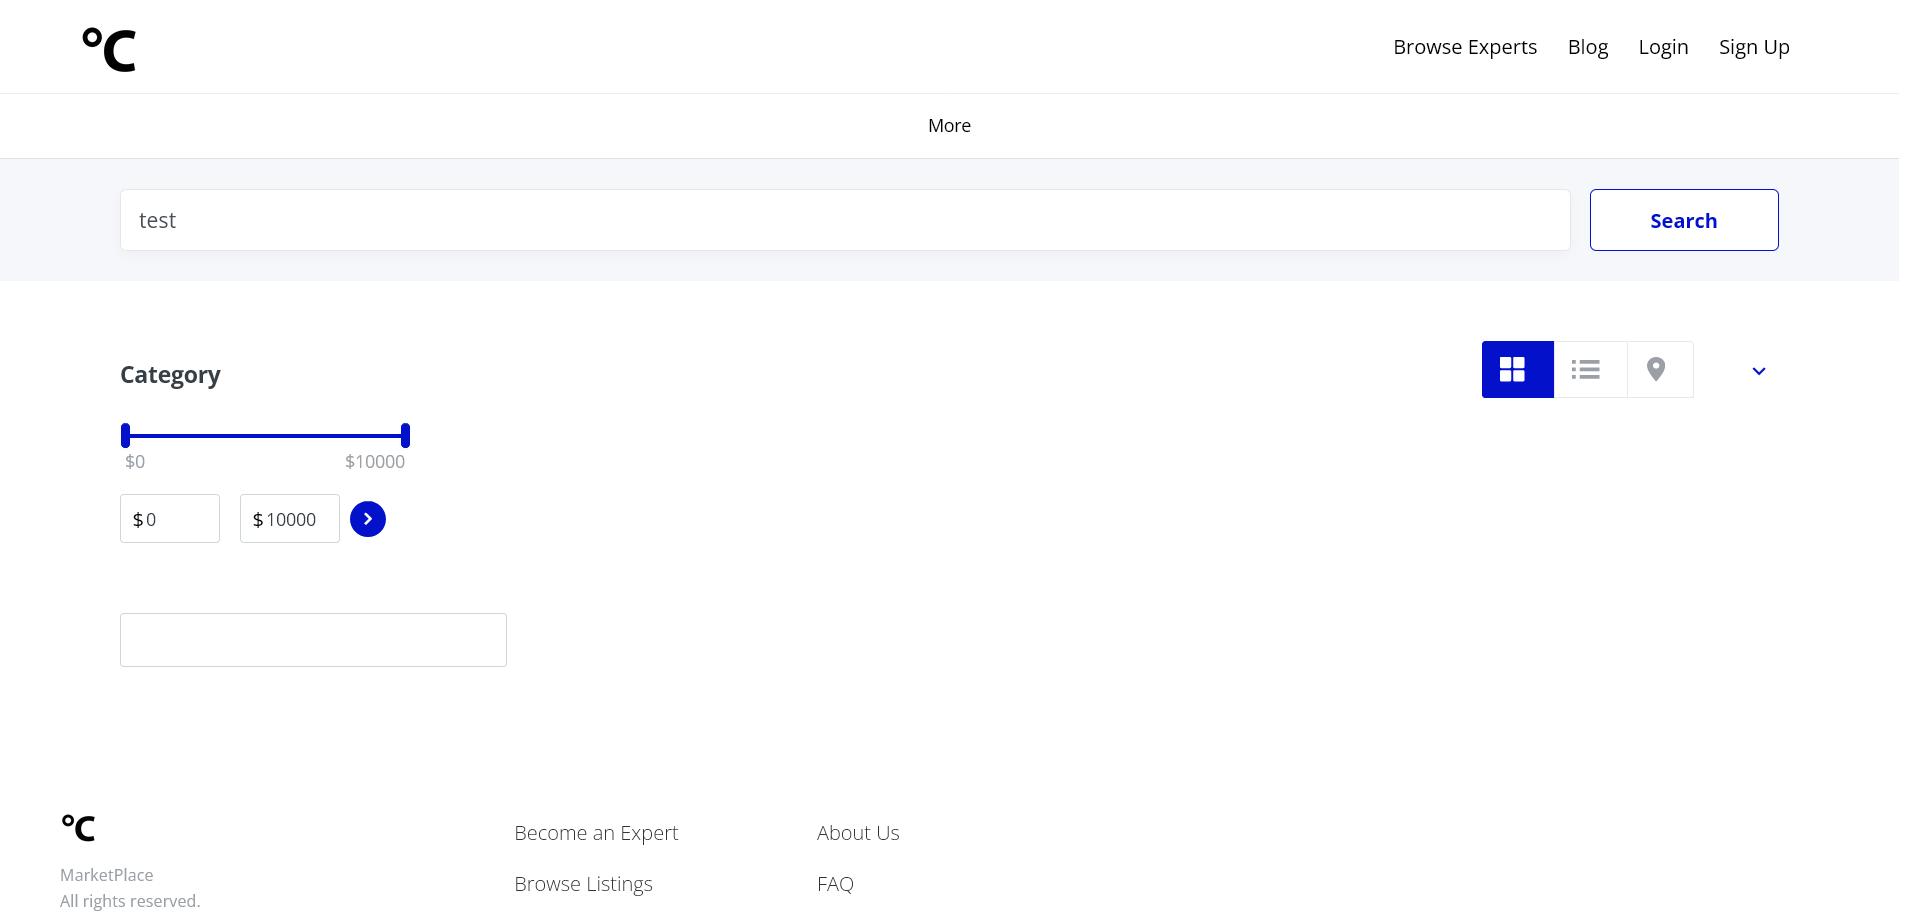 °C
Browse Experts Blog Login Sign Up
More
test Search
Category
$0 $10000
$ 0 $ 10000
°C
MarketPlace
All rights reserved.
Become an Expert
Browse Listings
About Us
FAQ